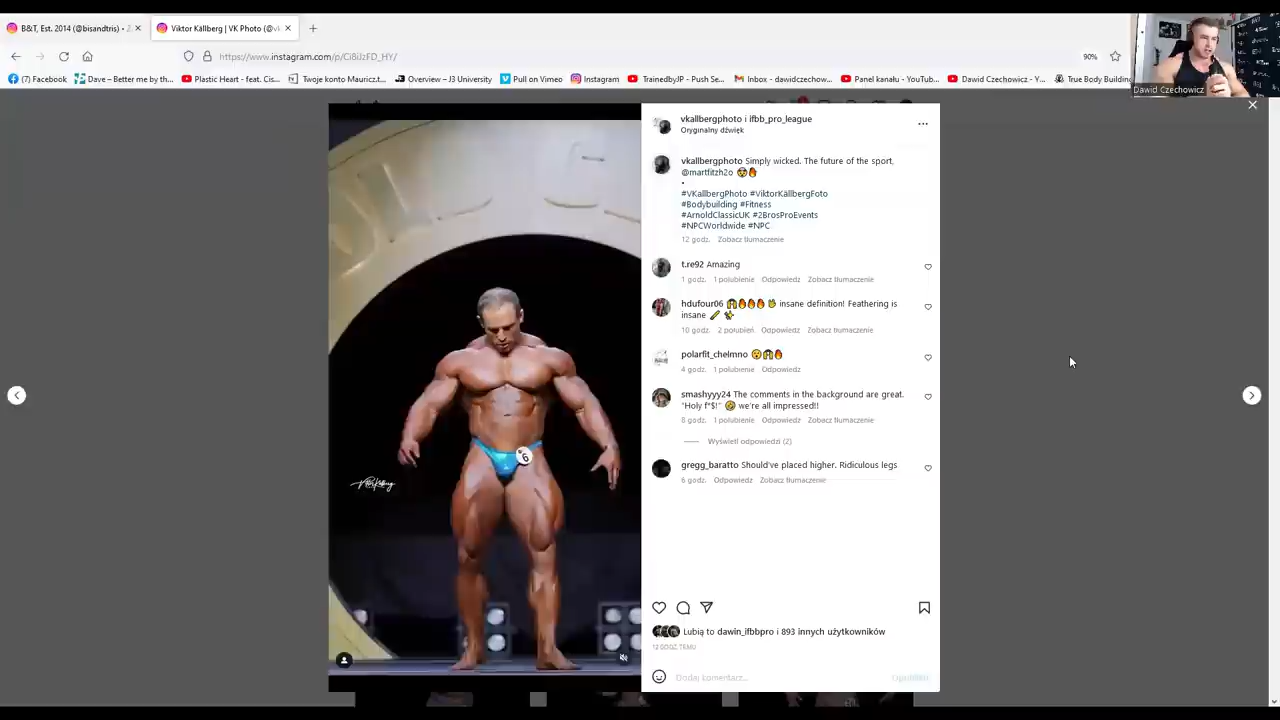 B&T, Est. 2014 (@bisandtris) •
Viktor Källberg | VK Photo (@vk
https://www.instagram.com/p/Ci8iJzFD_HY/
90%
(7) Facebook
Dave – Better me by th...
Plastic Heart - feat. Cis...
Twoje konto Mauricz.t...
Overview – J3 University
Pull on Vimeo
Instagram
TrainedbyJP – Push Se...
Inbox - dawidczechow...
Panel kanału - YouTub...
Dawid Czechowicz - Y...
True Body Building
Dawid Czechowicz
vkallbergphoto i ifbb_pro_league
Oryginalny dźwięk
vkallbergphoto Simply wicked. The future of the sport,
@martfitzh2o 🤯🔥
•
#VKallbergPhoto #ViktorKällbergFoto
#Bodybuilding #Fitness
#ArnoldClassicUK #2BrosProEvents
#NPCWorldwide #NPC
12 godz. Zobacz tłumaczenie
t.re92 Amazing
1 godz. 1 polubienie Odpowiedz Zobacz tłumaczenie
hdufour06 insane definition! Feathering is
insane
10 godz. 2 polubień Odpowiedz Zobacz tłumaczenie
polarfit_chelmno
4 godz. 1 polubienie Odpowiedz
smashyyy24 The comments in the background are great.
"Holy f*$!" 🤣 we're all impressed!!
8 godz. 1 polubienie Odpowiedz Zobacz tłumaczenie
Wyświetl odpowiedzi (2)
gregg_baratto Should've placed higher. Ridiculous legs
6 godz. Odpowiedz Zobacz tłumaczenie
6
Lubią to dawin_ifbbpro i 893 innych użytkowników
12 GODZ. TEMU
Dodaj komentarz...
Opublikuj